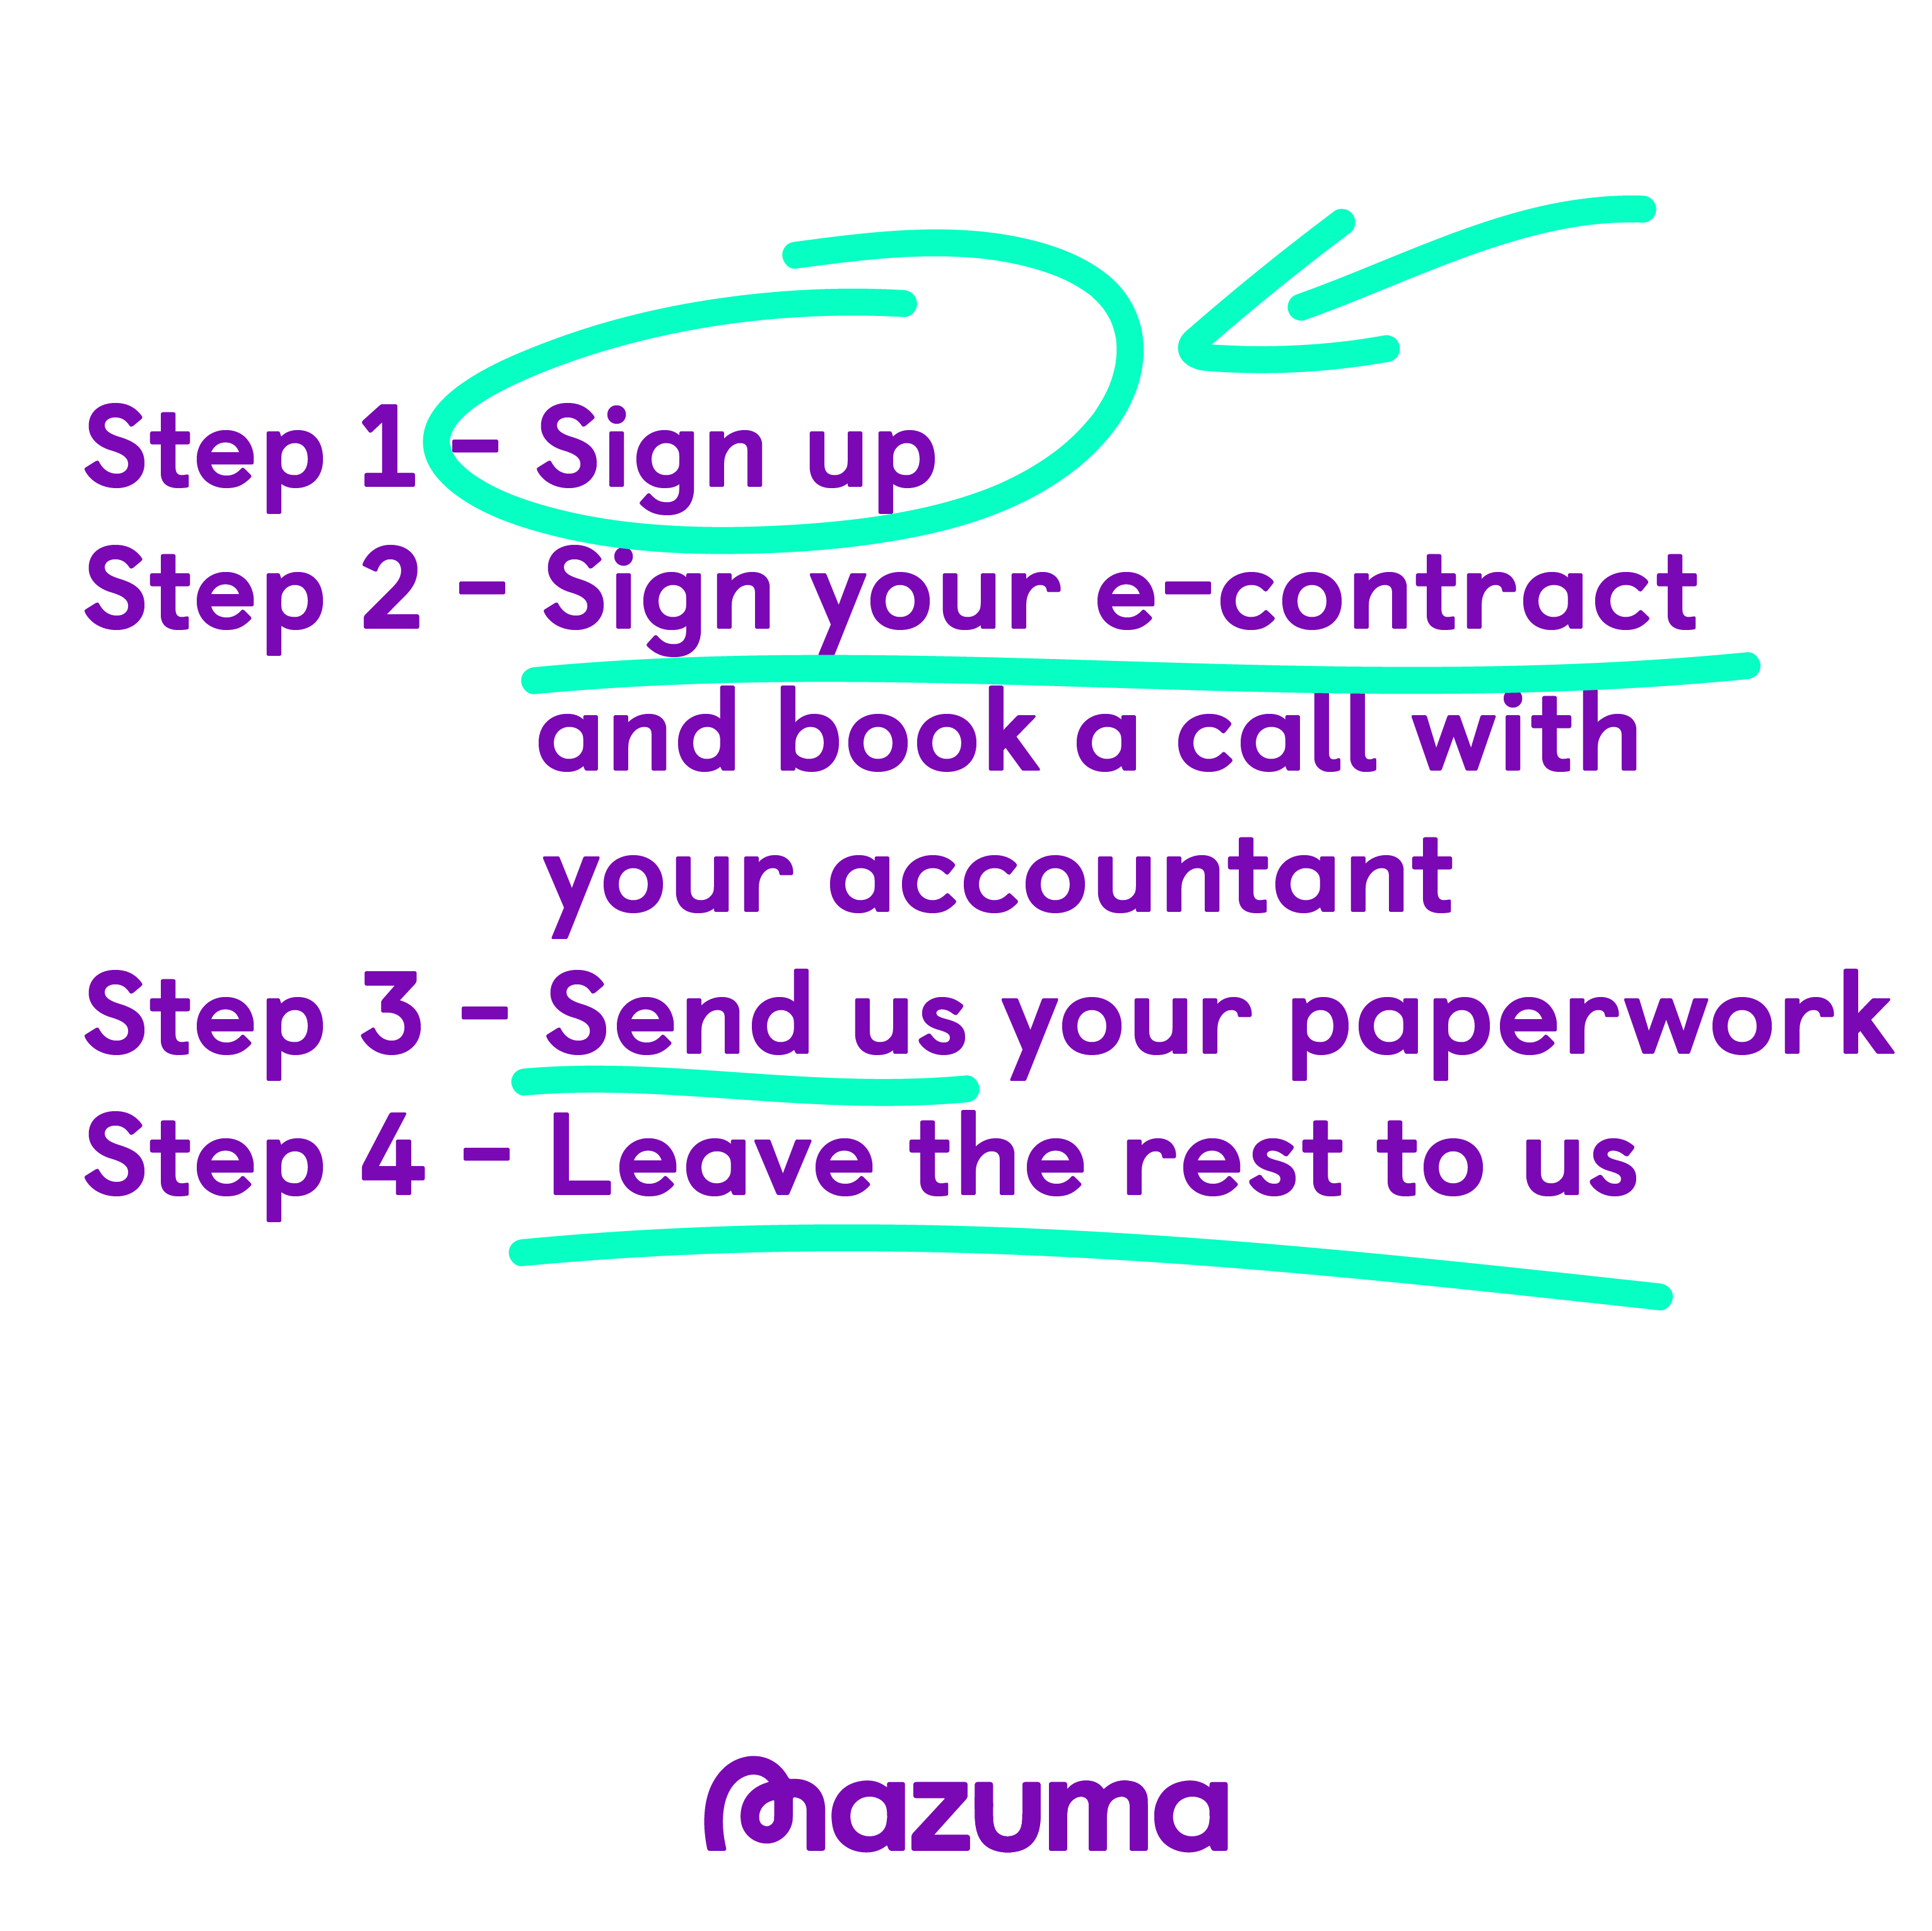 Step 1 – Sign up
Step 2 – Sign your e-contract
and book a call with
your accountant
Step 3 – Send us your paperwork
Step 4 – Leave the rest to us
mazuma